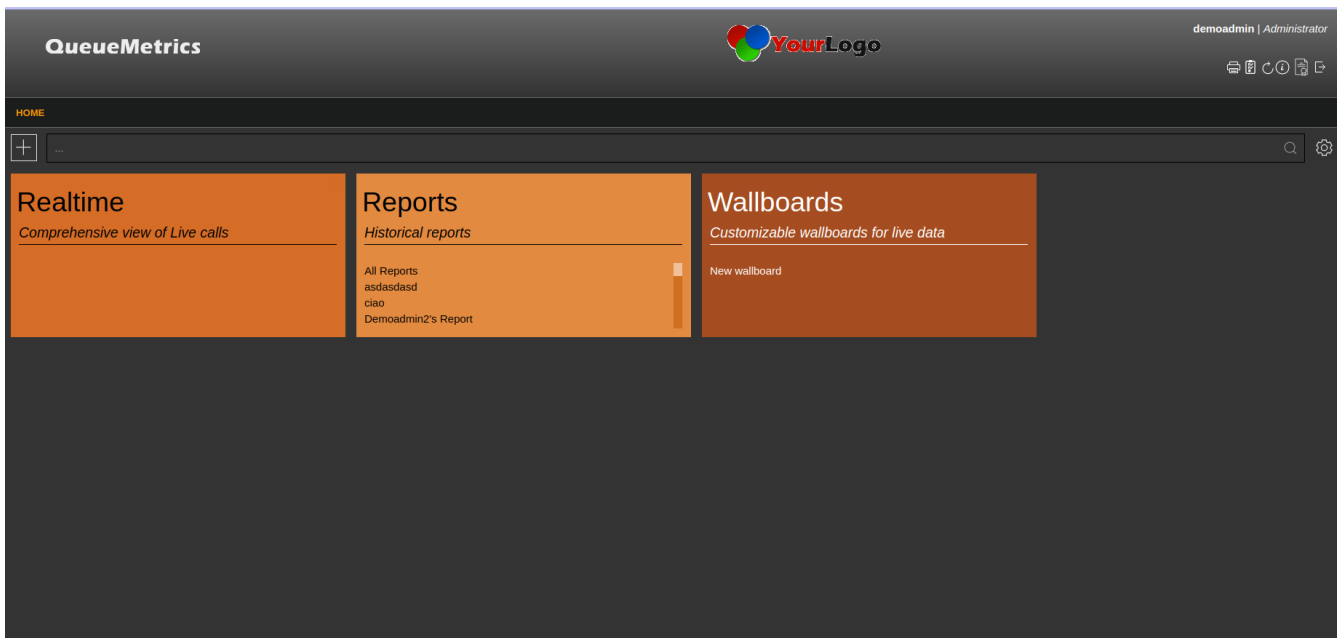 QueueMetrics
YourLogo
demoadmin | Administrator
HOME
...
Realtime
Comprehensive view of Live calls
Reports
Historical reports
All Reports
asdasdasd
ciao
Demoadmin2's Report
Wallboards
Customizable wallboards for live data
New wallboard